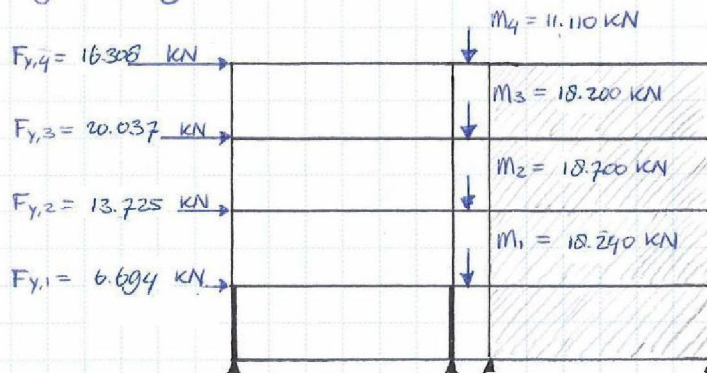 M4 = 11.110 KN
Fy,4 = 16.308 KN
M3 = 18.200 KN
Fy,3 = 20.037 KN
M2 = 18.700 KN
Fy,2 = 13.725 KN
M1 = 18.240 KN
Fy,1 = 6.694 KN